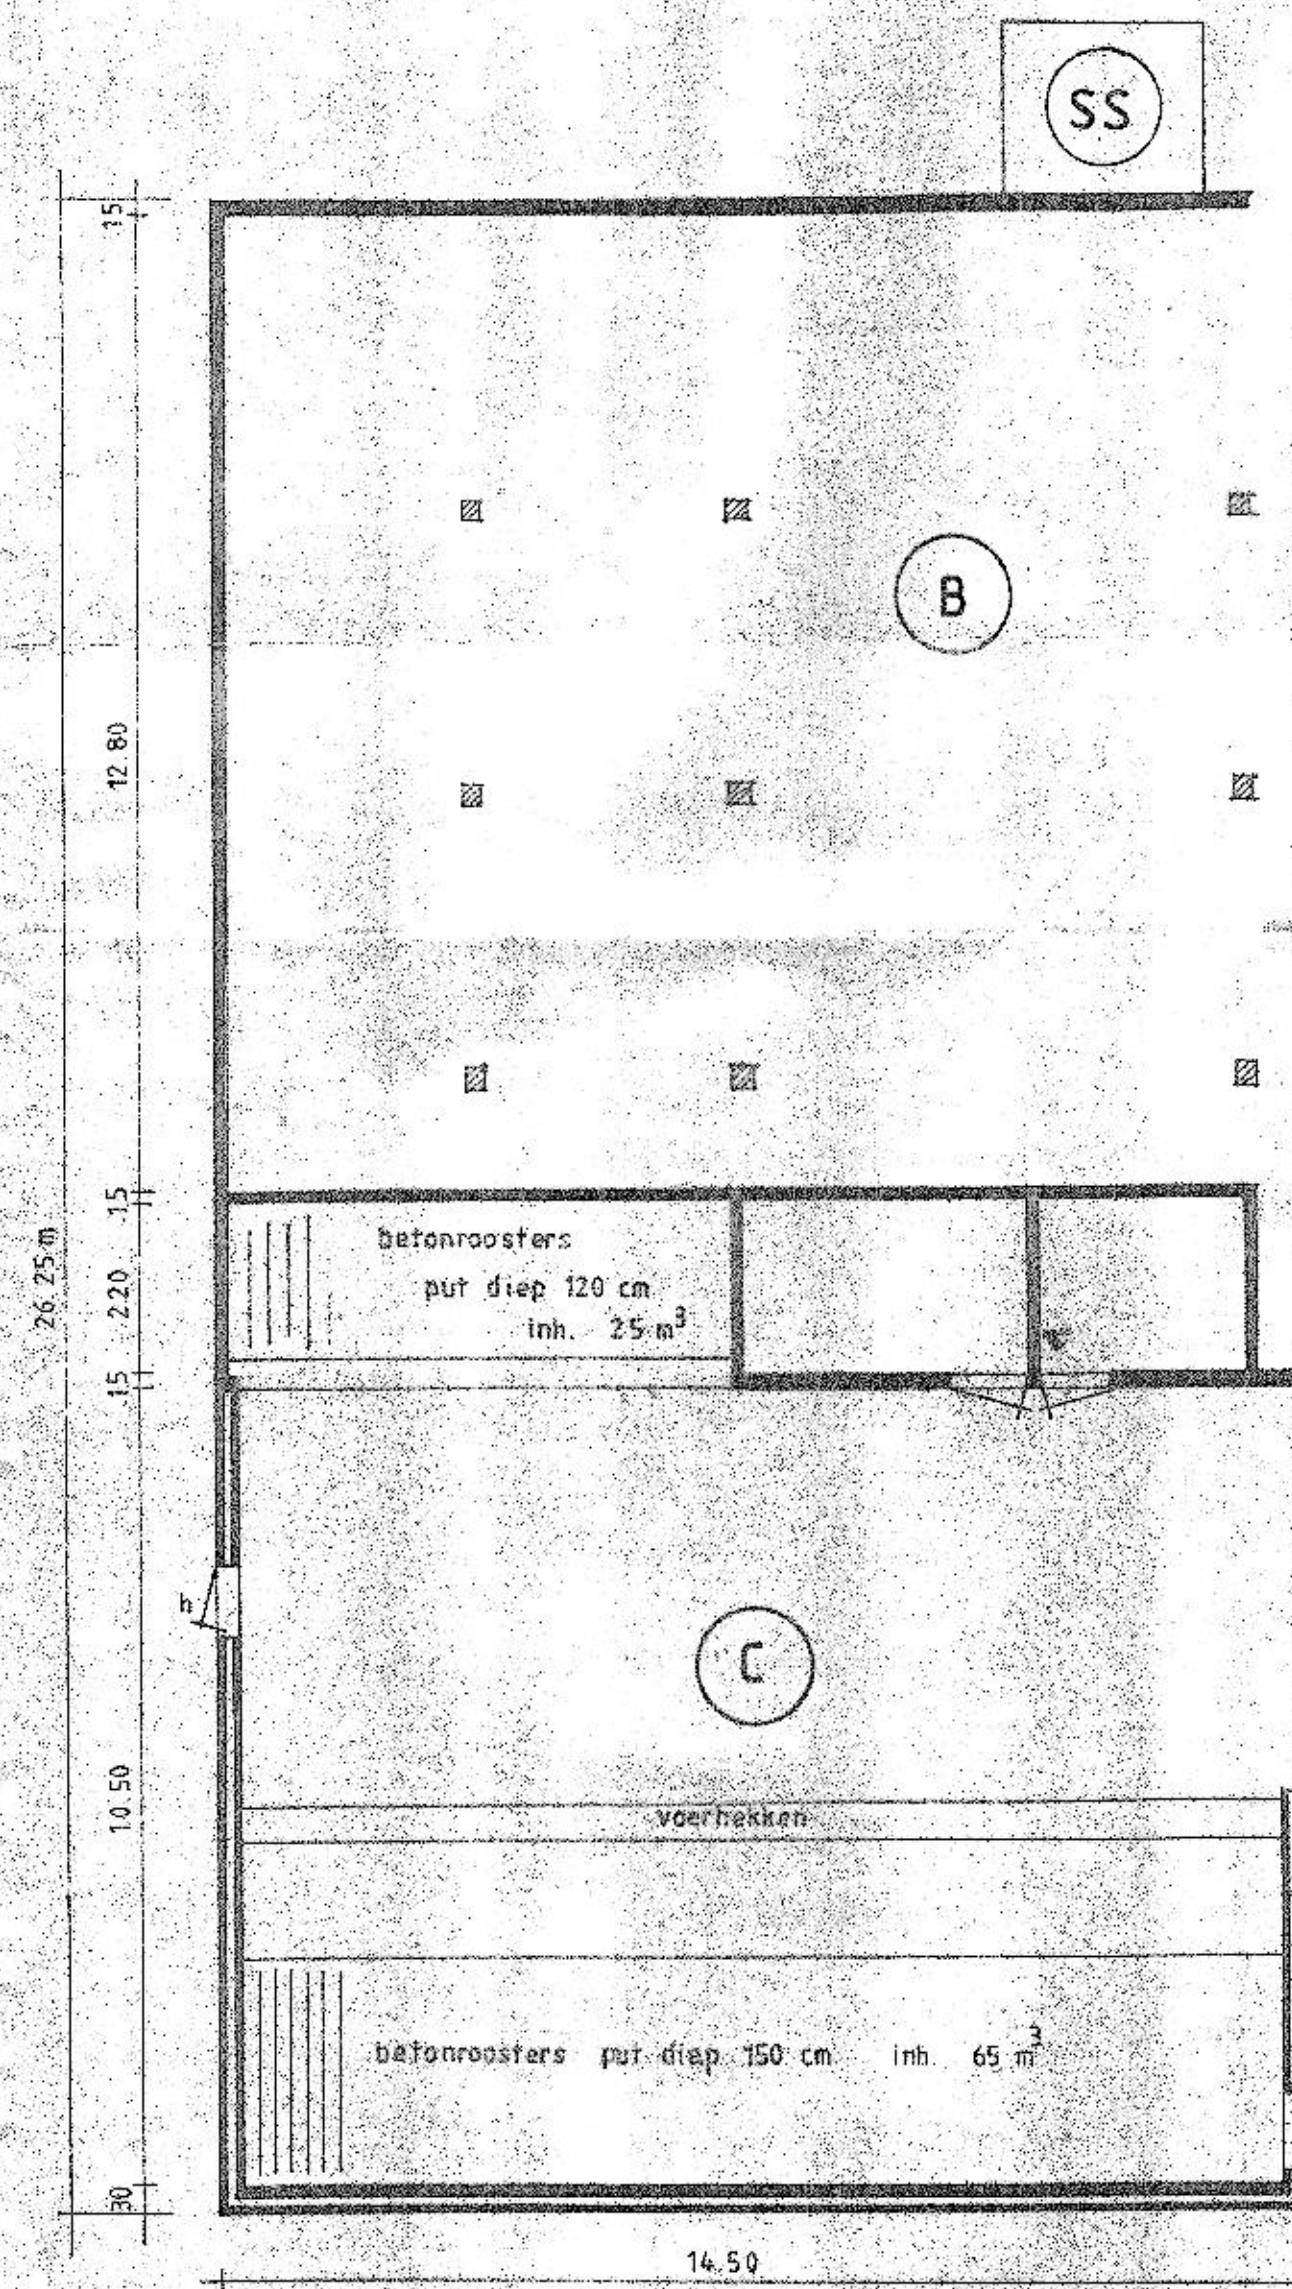 SS
15
B
12.80
15
betonroosters
put diep 120 cm
inh. 25 m³
2.20
26.25 m
15
h
C
10.50
voerhekken
betonroosters put diep 150 cm inh. 65 m³
30
14.50